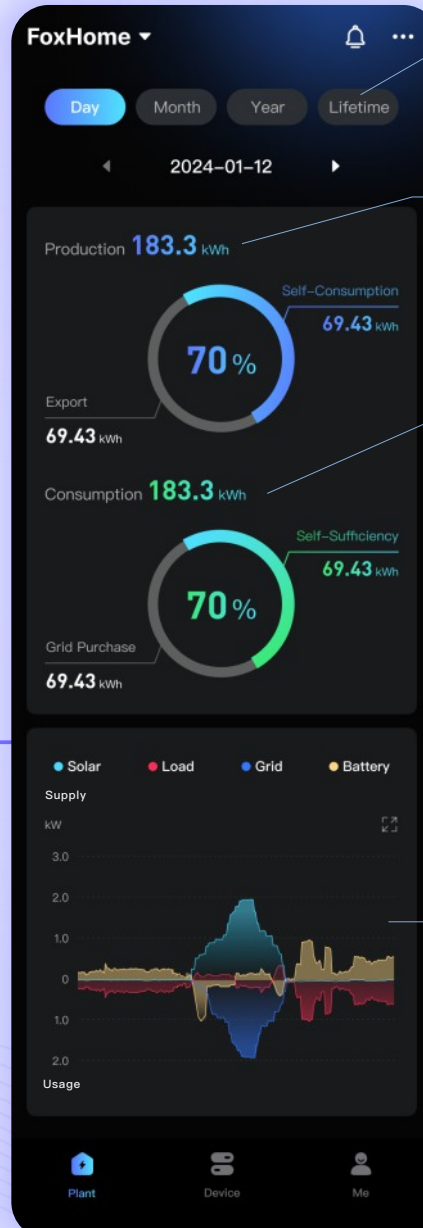 FoxHome
Day Month Year Lifetime
2024-01-12
Production 183.3 kWh
Self-Consumption
69.43 kWh
70%
Export
69.43 kWh
Consumption 183.3 kWh
Self-Sufficiency
69.43 kWh
70%
Grid Purchase
69.43 kWh
Solar Load Grid Battery
Supply
kW
3.0
2.0
1.0
0
1.0
2.0
Usage
Plant Device Me